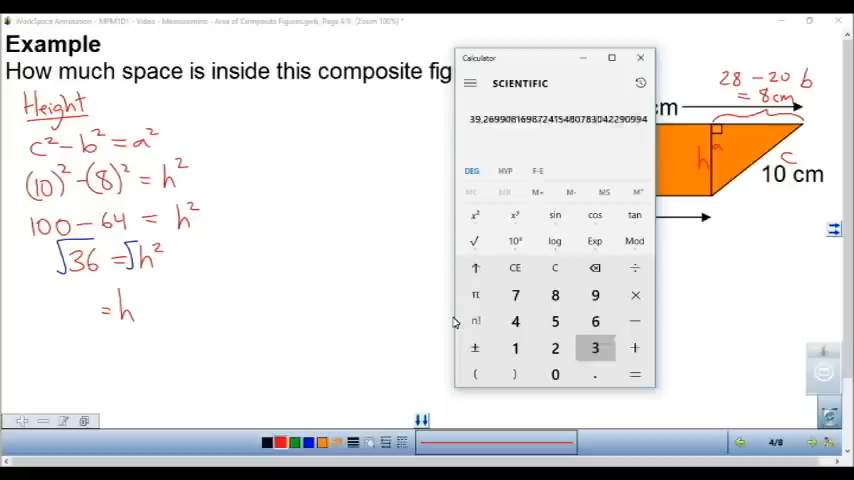 WorkSpace Annotation - MPM1D1 - Video - Measurement - Area of Composite Figures.gwb, Page 4/8 (Zoom 100%) *
Example
How much space is inside this composite fig
Height
c² - b² = a²
(10)² - (8)² = h²
100 - 64 = h²
√36 = √h²
= h
Calculator
SCIENTIFIC
39.269908169872415480783042290994
DEG HYP F-E
MC MR M+ M- MS
x² xʸ sin cos tan
√ 10ˣ log Exp Mod
↑ CE C ÷
π 7 8 9 ×
n! 4 5 6 −
± 1 2 3 +
( ) 0 . =
28 - 20 b
= 8cm
cm
h a c
10 cm
4/8